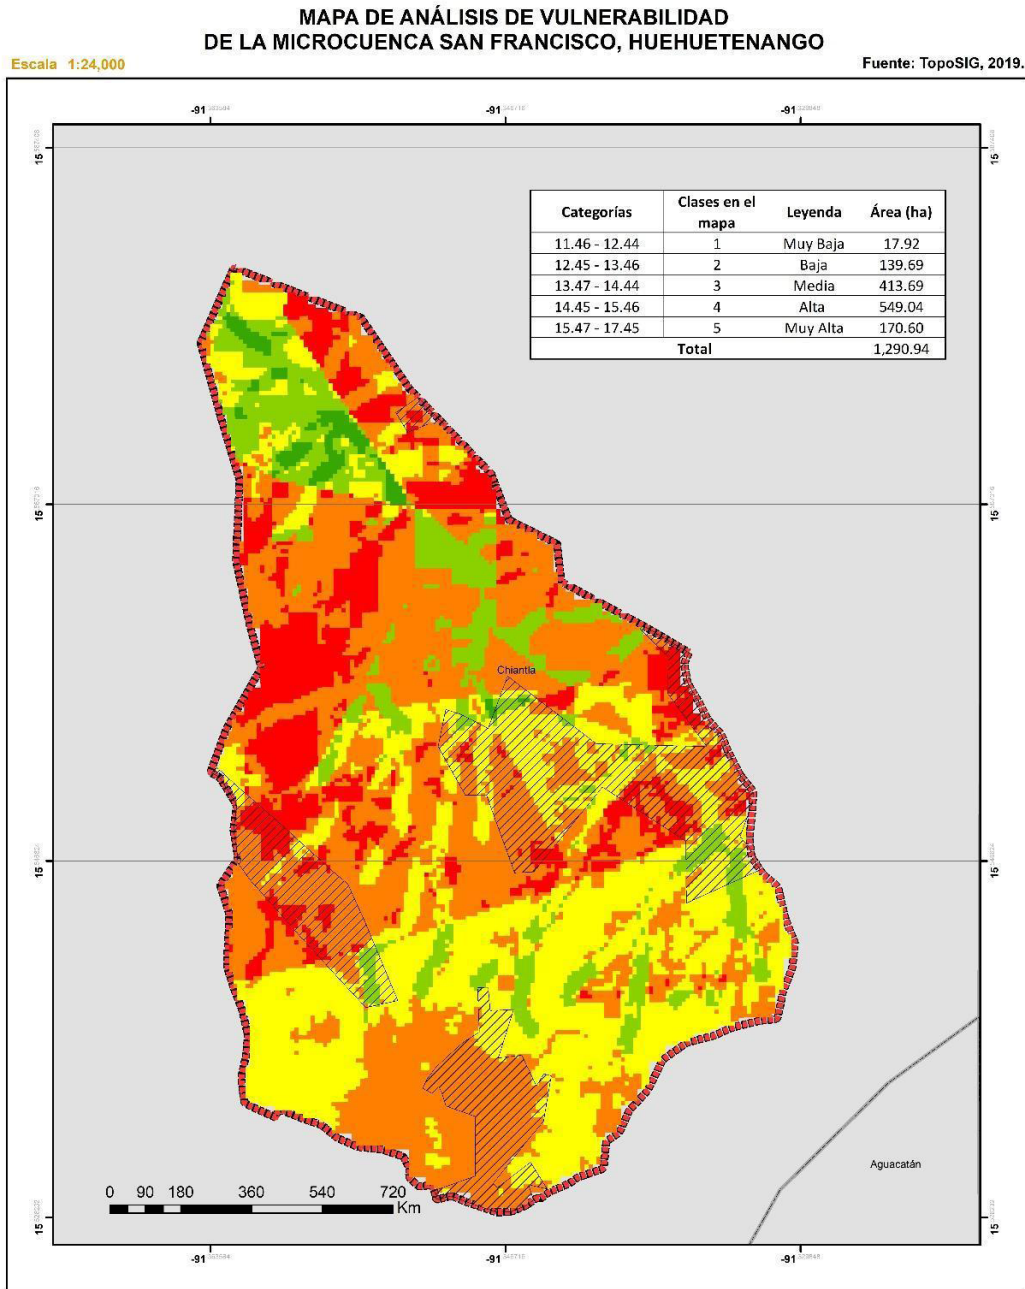 MAPA DE ANÁLISIS DE VULNERABILIDAD
DE LA MICROCUENCA SAN FRANCISCO, HUEHUETENANGO
Escala 1:24,000
Fuente: TopoSIG, 2019.
-91 -91 -91
15 15
Categorías Clases en el mapa Leyenda Área (ha)
11.46 - 12.44 1 Muy Baja 17.92
12.45 - 13.46 2 Baja 139.69
13.47 - 14.44 3 Media 413.69
14.45 - 15.46 4 Alta 549.04
15.47 - 17.45 5 Muy Alta 170.60
Total 1,290.94
15 15
Chiantla
15 15
Aguacatán
0 90 180 360 540 720
Km
15 15
-91 -91 -91